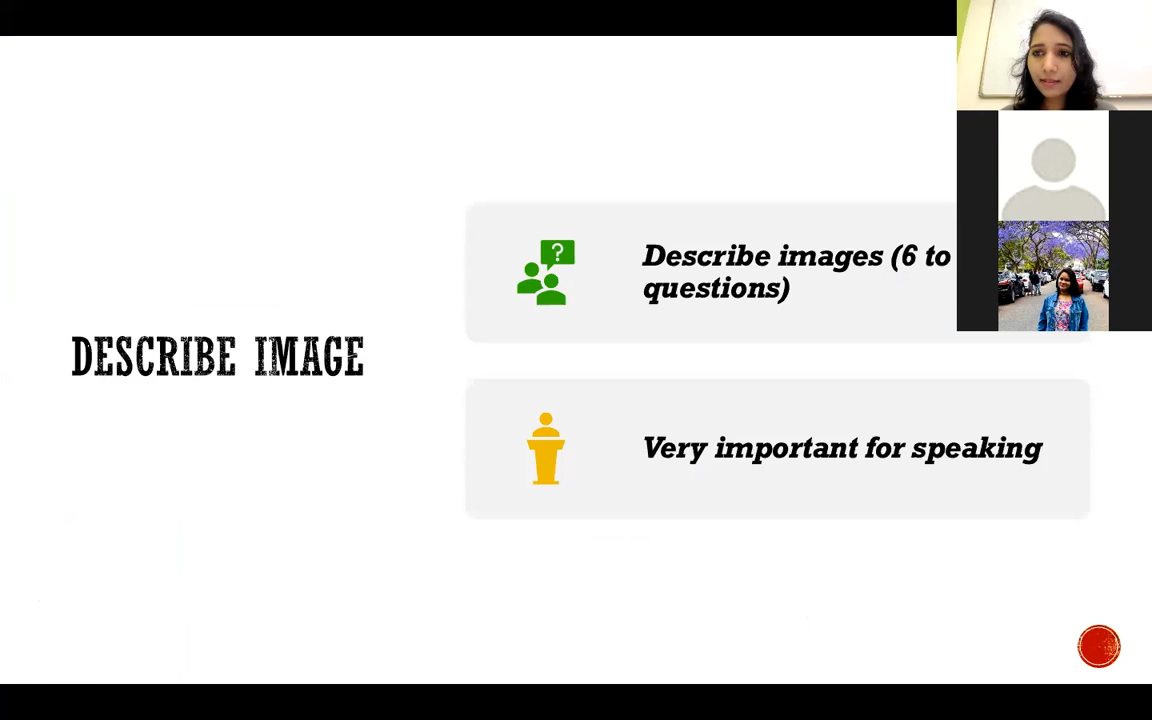 Describe images (6 to
questions)
DESCRIBE IMAGE
Very important for speaking
?